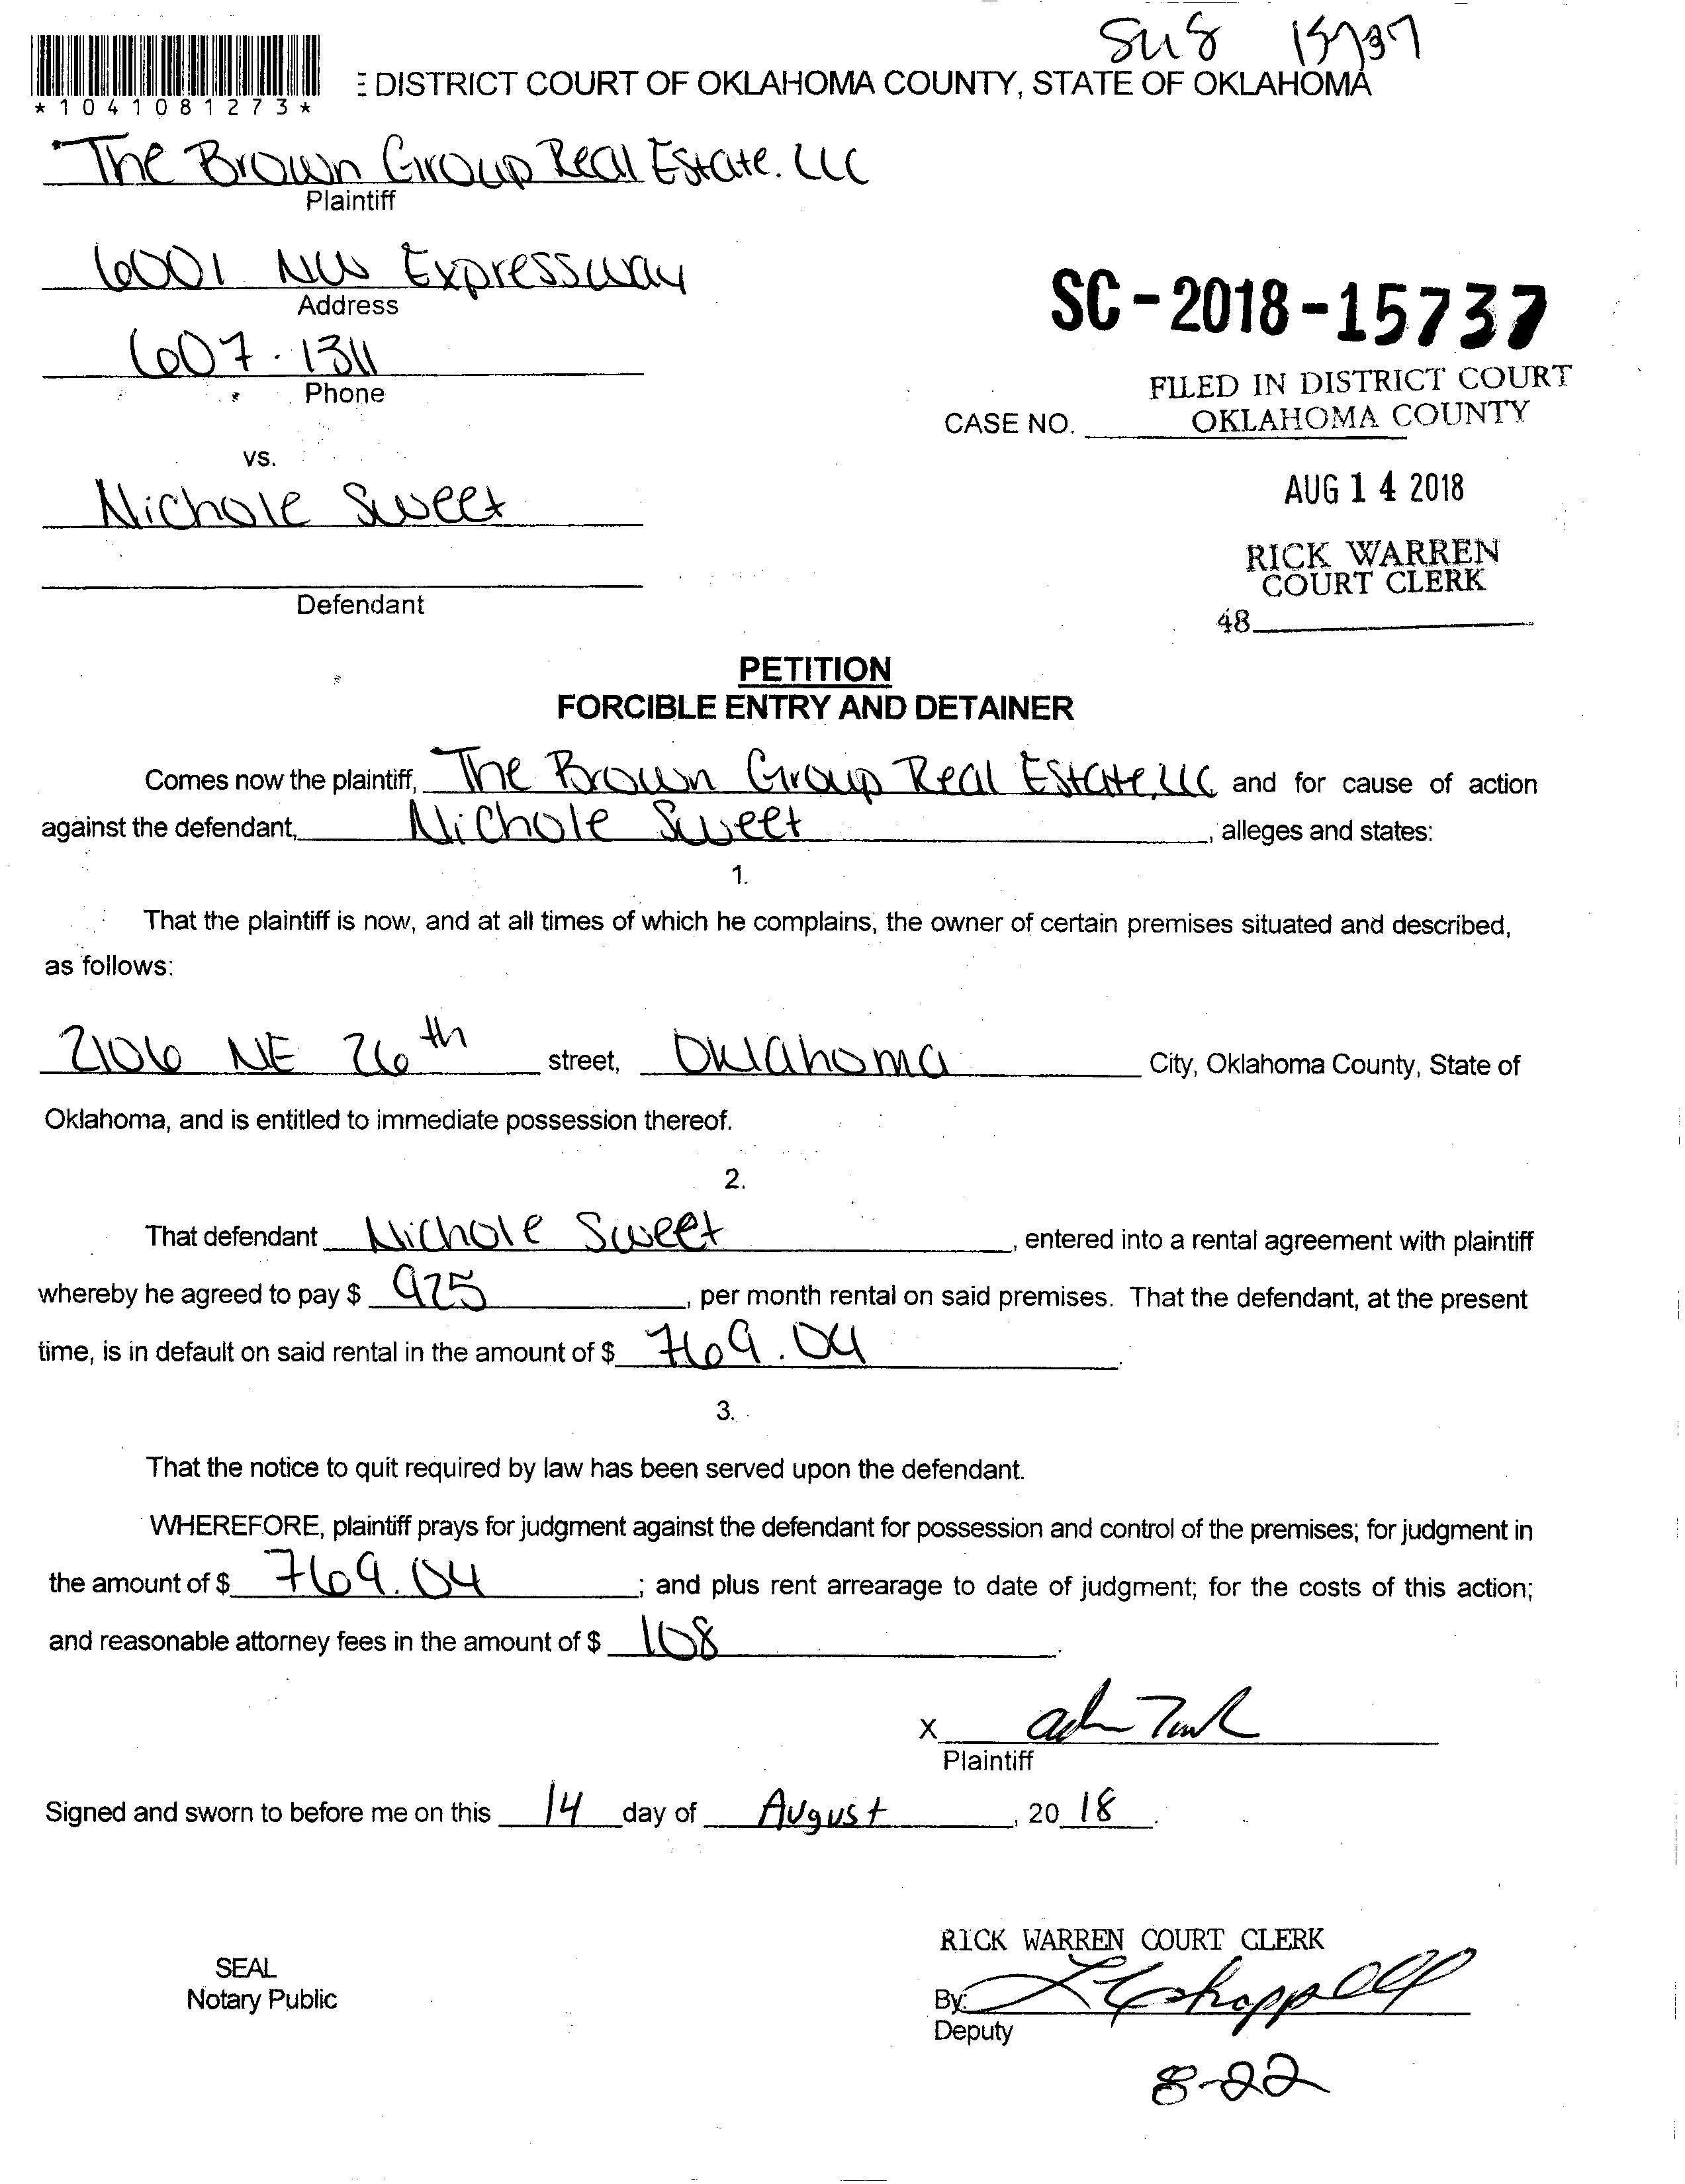 SC-2018-15737
*1041081273*
E DISTRICT COURT OF OKLAHOMA COUNTY, STATE OF OKLAHOMA
The Brown Group Real Estate. LLC
Plaintiff
6001 NW Expressway
Address
607-1311
Phone
FILED IN DISTRICT COURT
CASE NO. OKLAHOMA COUNTY
vs.
Nichole Sweet
AUG 14 2018
RICK WARREN
COURT CLERK
Defendant
48
PETITION
FORCIBLE ENTRY AND DETAINER
Comes now the plaintiff, The Brown Group Real Estate, LLC and for cause of action
against the defendant, Nichole Sweet, alleges and states:
1.
That the plaintiff is now, and at all times of which he complains, the owner of certain premises situated and described,
as follows:
2106 NE 26th street, Oklahoma City, Oklahoma County, State of
Oklahoma, and is entitled to immediate possession thereof.
2.
That defendant Nichole Sweet, entered into a rental agreement with plaintiff
whereby he agreed to pay $ 925, per month rental on said premises. That the defendant, at the present
time, is in default on said rental in the amount of $ 769.04.
3.
That the notice to quit required by law has been served upon the defendant.
WHEREFORE, plaintiff prays for judgment against the defendant for possession and control of the premises; for judgment in
the amount of $ 769.04; and plus rent arrearage to date of judgment; for the costs of this action;
and reasonable attorney fees in the amount of $ 168.
X
Plaintiff
Signed and sworn to before me on this 14 day of August, 20 18.
RICK WARREN COURT CLERK
SEAL
Notary Public
By:
Deputy
8-22